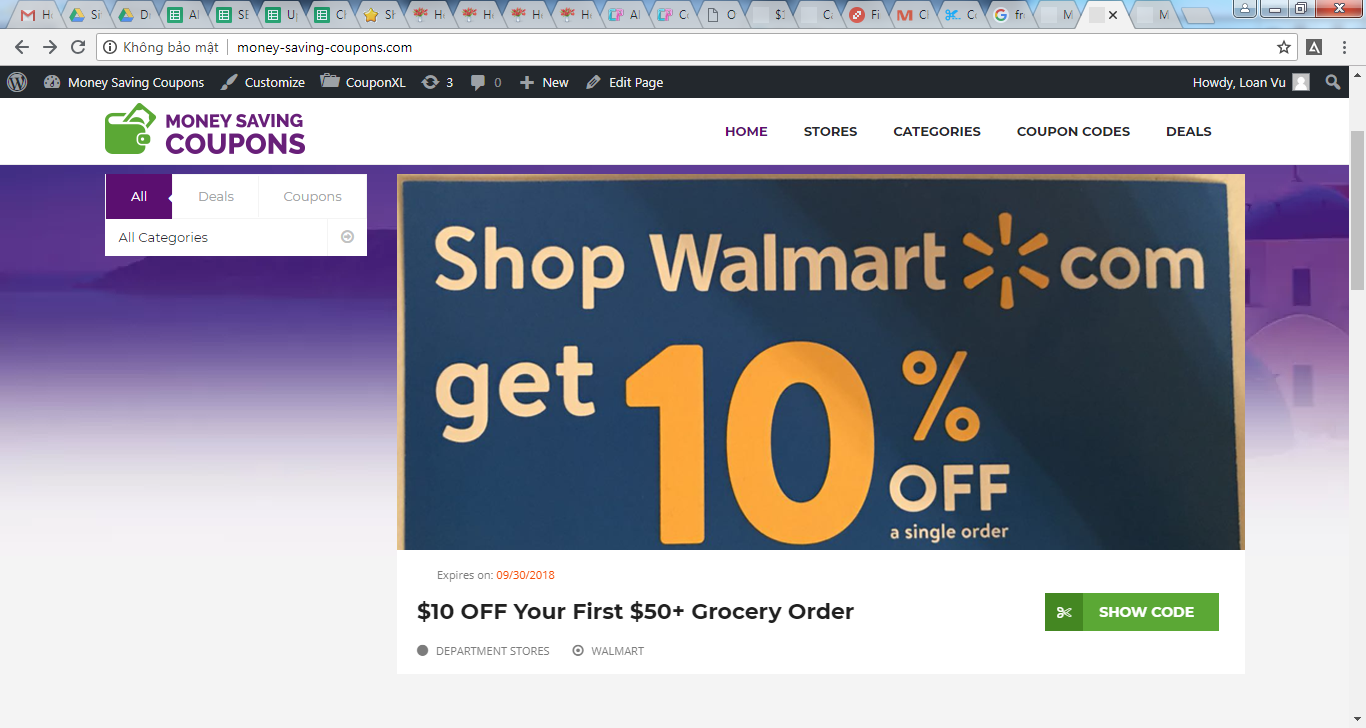 Không bảo mật
money-saving-coupons.com
Money Saving Coupons
Customize
CouponXL
3
0
New
Edit Page
Howdy, Loan Vu
MONEY SAVING
COUPONS
HOME
STORES
CATEGORIES
COUPON CODES
DEALS
All
Deals
Coupons
All Categories
Shop Walmart com
get 10%
OFF
a single order
Expires on: 09/30/2018
$10 OFF Your First $50+ Grocery Order
SHOW CODE
DEPARTMENT STORES
WALMART